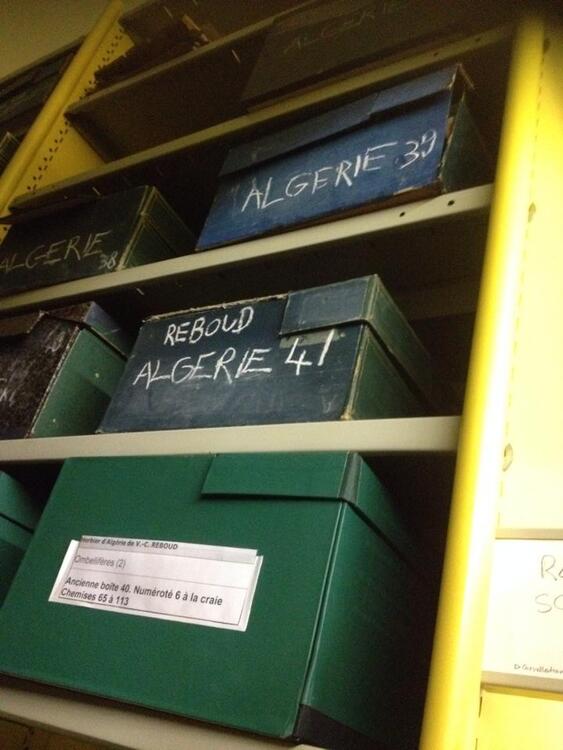 ALGERIE
ALGERIE 39
ALGERIE 38
REBOUD
ALGERIE 41
Herbier d'Algérie de V.-C. REBOUD
Ombellifères (2)
Ancienne boîte 40. Numéroté 6 à la craie
Chemises 65 à 113